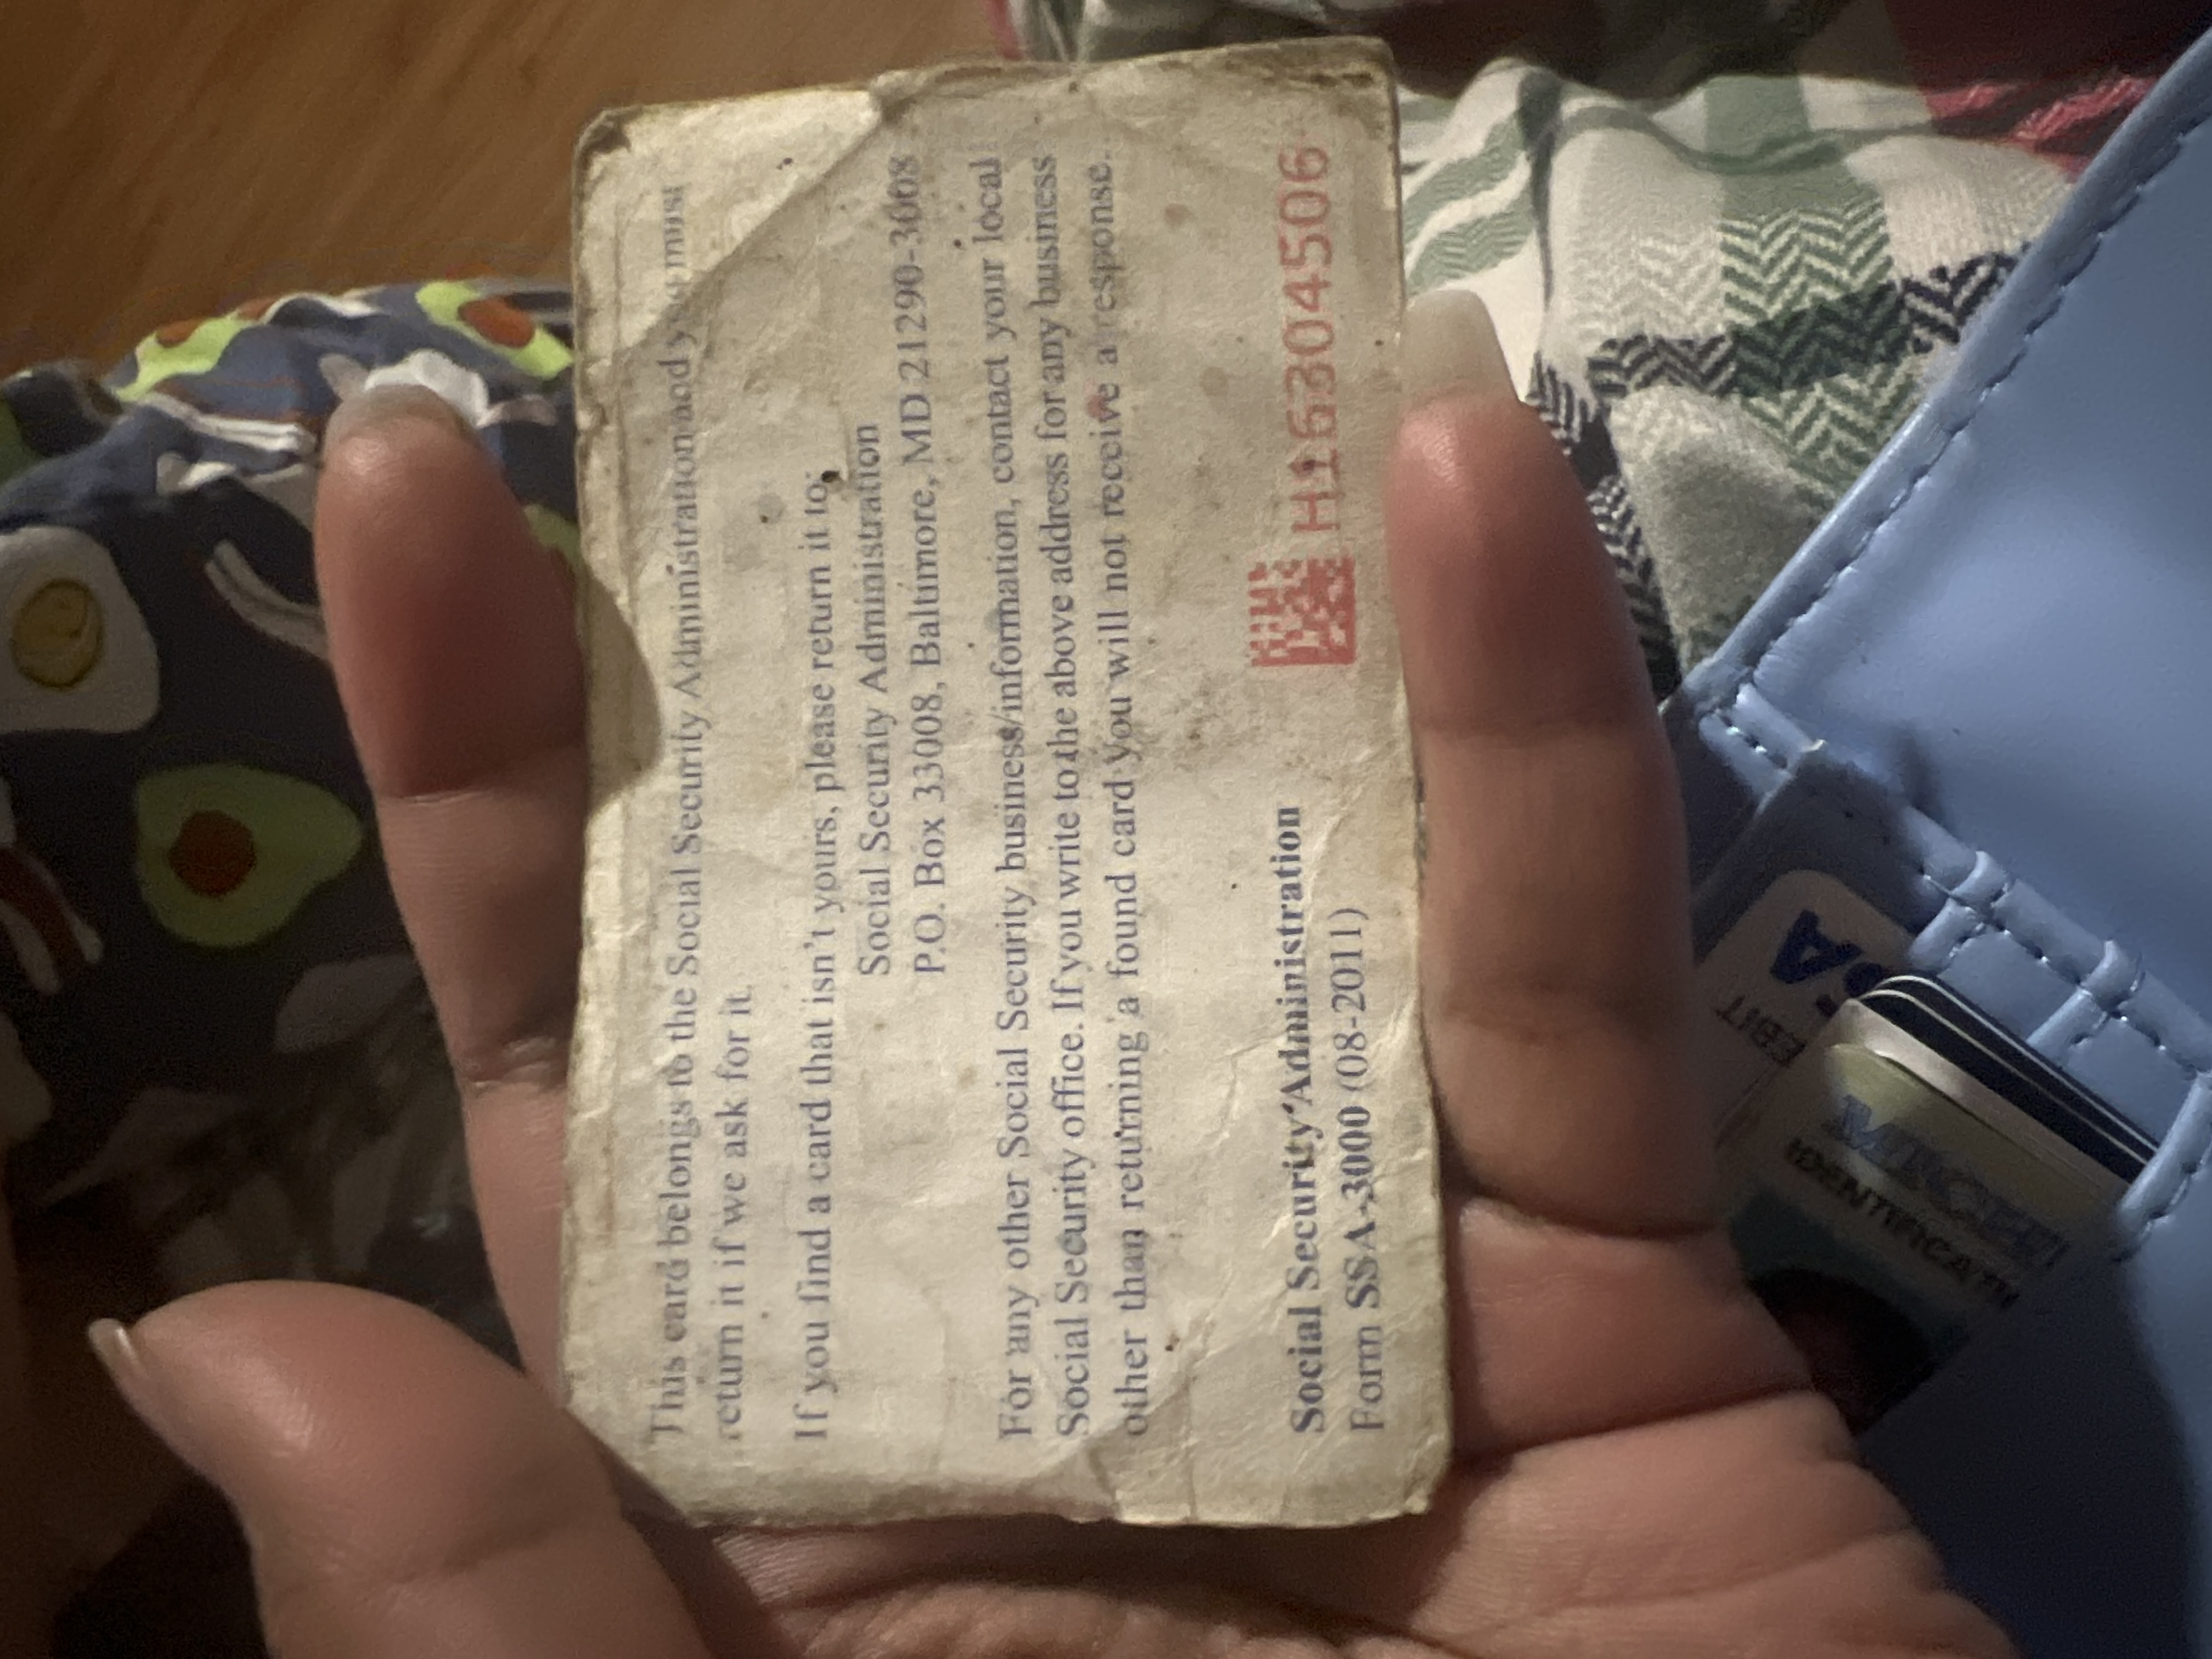 This card belongs to the Social Security Administration and you must
return it if we ask for it.
If you find a card that isn't yours, please return it to:
Social Security Administration
P.O. Box 33008, Baltimore, MD 21290-3008
For any other Social Security business/information, contact your local
Social Security office. If you write to the above address for any business
other than returning a found card you will not receive a response.
Social Security Administration
Form SSA-3000 (08-2011)
H16304506